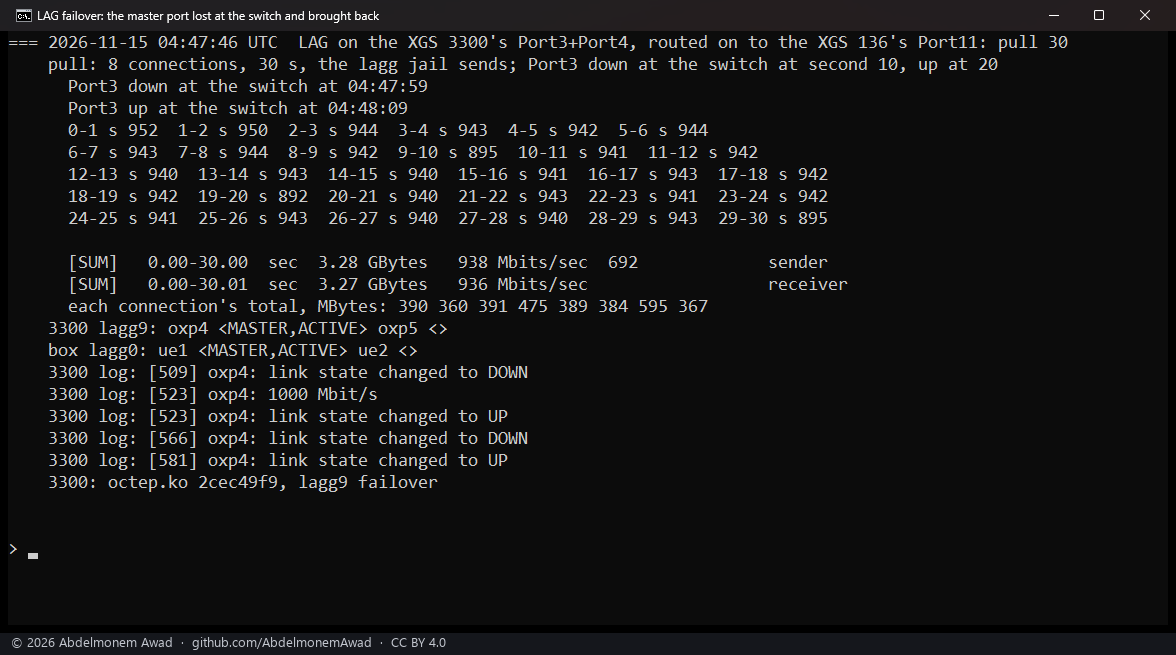 LAG failover: the master port lost at the switch and brought back
=== 2026-11-15 04:47:46 UTC  LAG on the XGS 3300's Port3+Port4, routed on to the XGS 136's Port11: pull 30
pull: 8 connections, 30 s, the lagg jail sends; Port3 down at the switch at second 10, up at 20
Port3 down at the switch at 04:47:59
Port3 up at the switch at 04:48:09
0-1 s 952  1-2 s 950  2-3 s 944  3-4 s 943  4-5 s 942  5-6 s 944
6-7 s 943  7-8 s 944  8-9 s 942  9-10 s 895  10-11 s 941  11-12 s 942
12-13 s 940  13-14 s 943  14-15 s 940  15-16 s 941  16-17 s 943  17-18 s 942
18-19 s 942  19-20 s 892  20-21 s 940  21-22 s 943  22-23 s 941  23-24 s 942
24-25 s 941  25-26 s 943  26-27 s 940  27-28 s 940  28-29 s 943  29-30 s 895
[SUM]   0.00-30.00  sec  3.28 GBytes   938 Mbits/sec  692             sender
[SUM]   0.00-30.01  sec  3.27 GBytes   936 Mbits/sec                  receiver
each connection's total, MBytes: 390 360 391 475 389 384 595 367
3300 lagg9: oxp4 <MASTER,ACTIVE> oxp5 <>
box lagg0: ue1 <MASTER,ACTIVE> ue2 <>
3300 log: [509] oxp4: link state changed to DOWN
3300 log: [523] oxp4: 1000 Mbit/s
3300 log: [523] oxp4: link state changed to UP
3300 log: [566] oxp4: link state changed to DOWN
3300 log: [581] oxp4: link state changed to UP
3300: octep.ko 2cec49f9, lagg9 failover
>
© 2026 Abdelmonem Awad · github.com/AbdelmonemAwad · CC BY 4.0